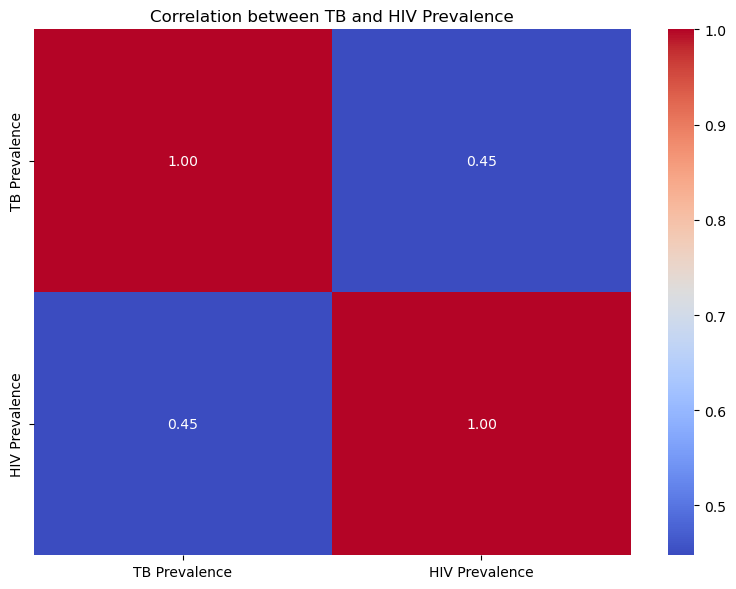 Correlation between TB and HIV Prevalence
TB Prevalence
1.00
0.45
HIV Prevalence
0.45
1.00
TB Prevalence
HIV Prevalence
1.0
0.9
0.8
0.7
0.6
0.5